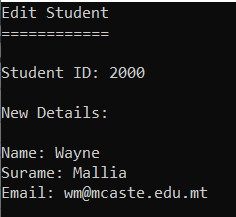 Edit Student
============
Student ID: 2000
New Details:
Name: Wayne
Surame: Mallia
Email: wm@mcaste.edu.mt